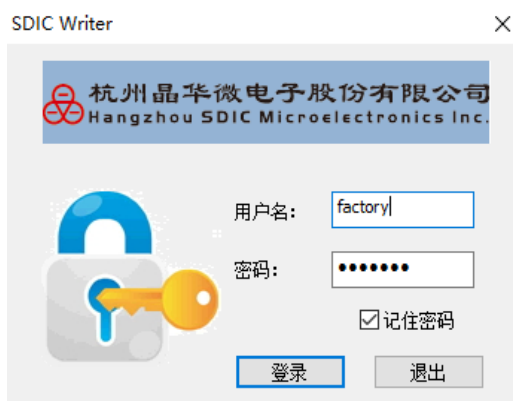 SDIC Writer
杭州晶华微电子股份有限公司
Hangzhou SDIC Microelectronics Inc.
用户名: factory
密码: •••••••
记住密码
登录 退出